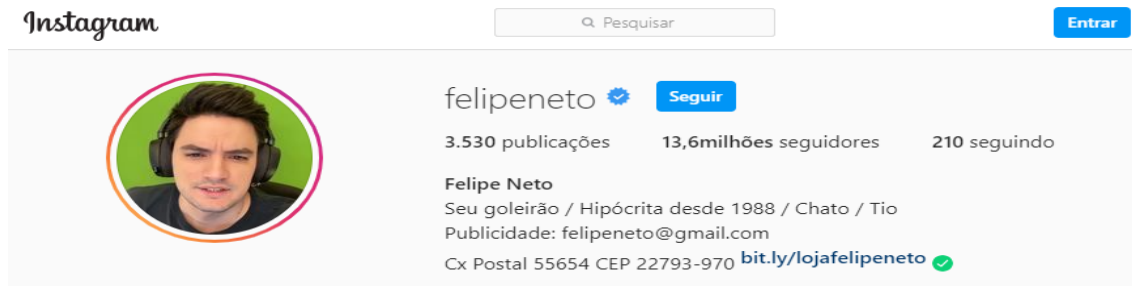 Instagram
Pesquisar
Entrar
felipeneto
Seguir
3.530 publicações 13,6milhões seguidores 210 seguindo
Felipe Neto
Seu goleirão / Hipócrita desde 1988 / Chato / Tio
Publicidade: felipeneto@gmail.com
Cx Postal 55654 CEP 22793-970 bit.ly/lojafelipeneto